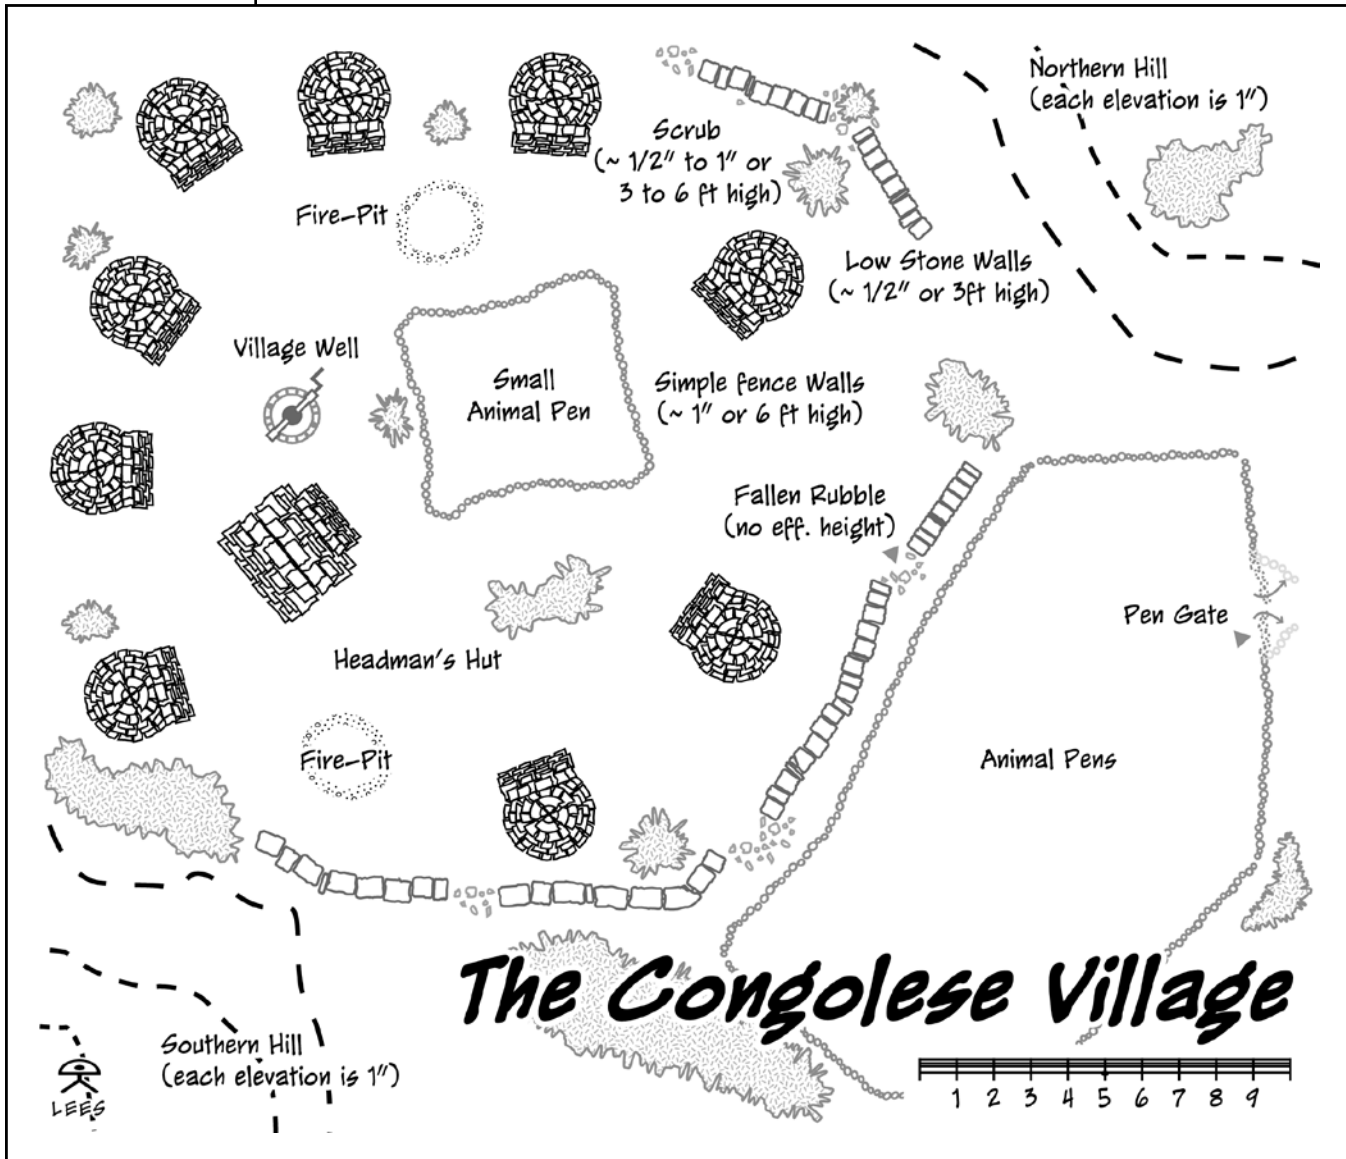 Northern Hill
(each elevation is 1")
Scrub
(~ 1/2" to 1" or
3 to 6 ft high)
Fire-Pit
Low Stone Walls
(~ 1/2" or 3ft high)
Village Well
Small
Animal Pen
Simple fence Walls
(~ 1" or 6 ft high)
Fallen Rubble
(no eff. height)
Pen Gate
Headman's Hut
Fire-Pit
Animal Pens
The Congolese Village
Southern Hill
(each elevation is 1")
LEES
1 2 3 4 5 6 7 8 9